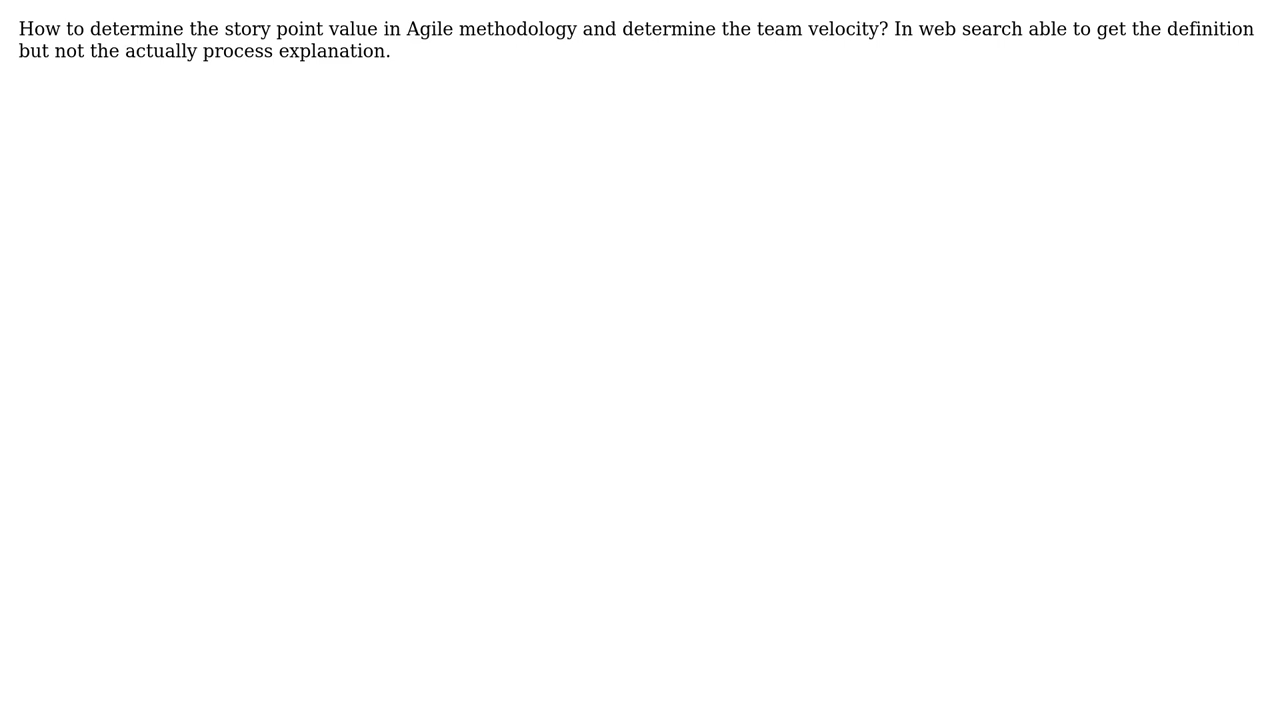 How to determine the story point value in Agile methodology and determine the team velocity? In web search able to get the definition
but not the actually process explanation.